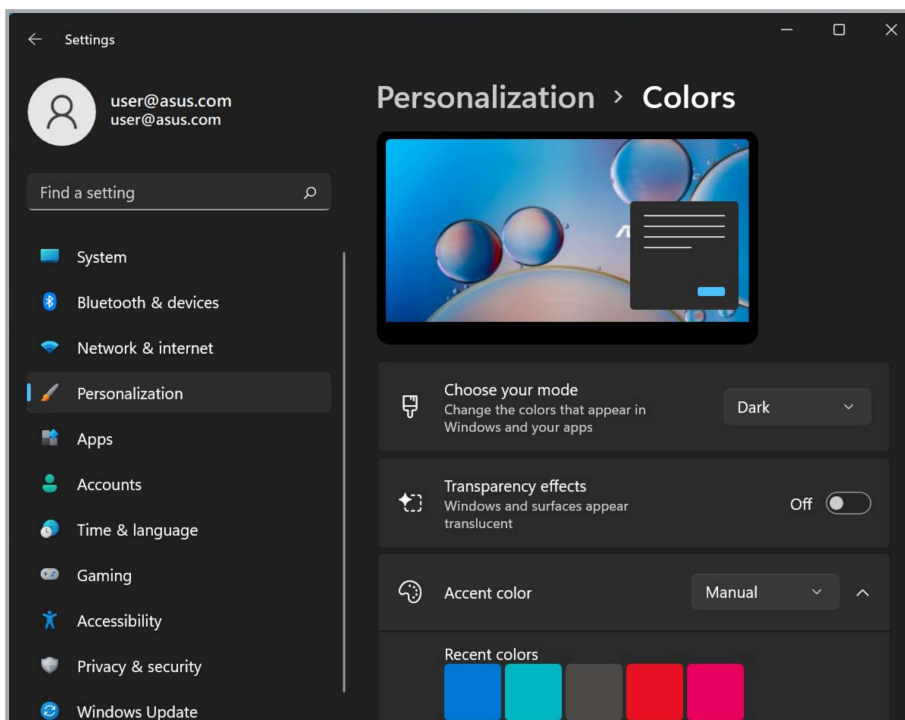 Settings
user@asus.com
user@asus.com
Find a setting
System
Bluetooth & devices
Network & internet
Personalization
Apps
Accounts
Time & language
Gaming
Accessibility
Privacy & security
Windows Update
Personalization > Colors
Choose your mode
Change the colors that appear in
Windows and your apps
Dark
Transparency effects
Windows and surfaces appear
translucent
Off
Accent color
Manual
Recent colors